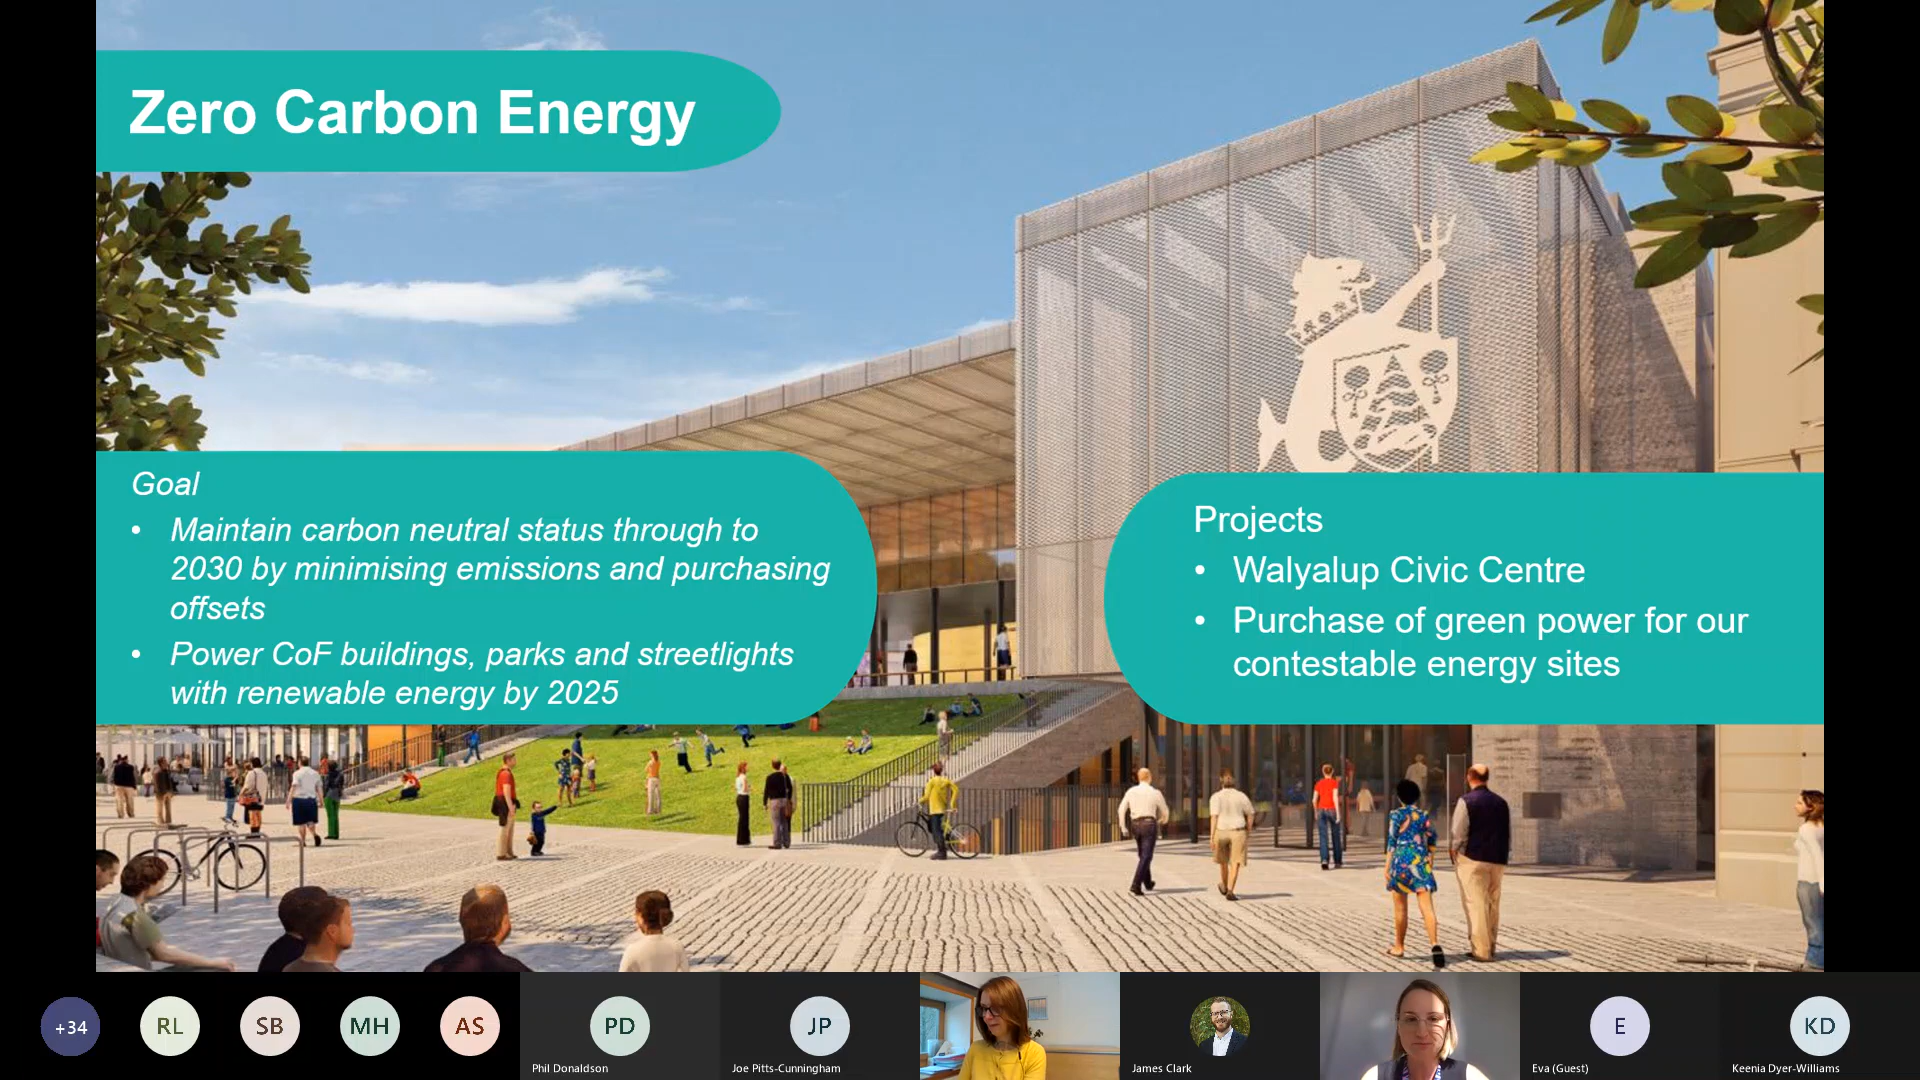 Zero Carbon Energy
Goal
• Maintain carbon neutral status through to
2030 by minimising emissions and purchasing
offsets
• Power CoF buildings, parks and streetlights
with renewable energy by 2025
Projects
• Walyalup Civic Centre
• Purchase of green power for our
contestable energy sites
+34
RL
SB
MH
AS
PD
Phil Donaldson
JP
Joe Pitts-Cunningham
James Clark
E
Eva (Guest)
KD
Keenia Dyer-Williams